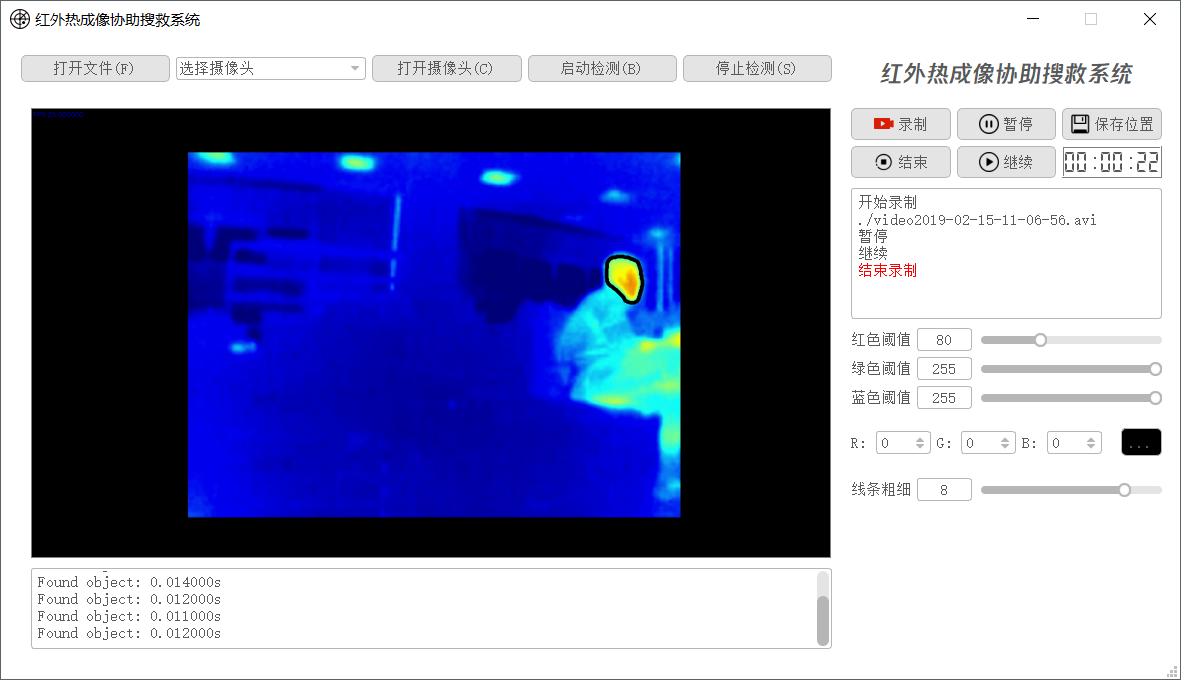 红外热成像协助搜救系统
打开文件(F) 选择摄像头 打开摄像头(C) 启动检测(B) 停止检测(S)
红外热成像协助搜救系统
录制 暂停 保存位置
结束 继续 00:00:22
开始录制
./video2019-02-15-11-06-56.avi
暂停
继续
结束录制
红色阈值 80
绿色阈值 255
蓝色阈值 255
R: 0 G: 0 B: 0 ...
线条粗细 8
Found object: 0.014000s
Found object: 0.012000s
Found object: 0.011000s
Found object: 0.012000s